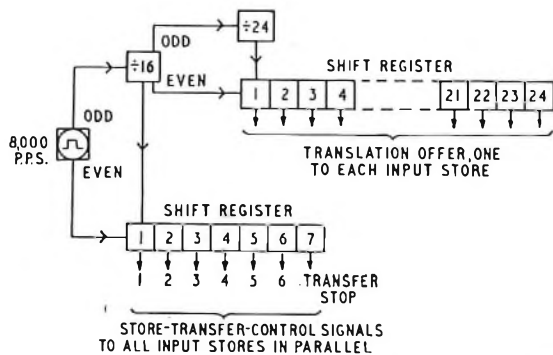 ÷24
ODD
÷16
SHIFT REGISTER
EVEN
1 2 3 4 21 22 23 24
ODD
8,000
P.P.S.
TRANSLATION OFFER, ONE
TO EACH INPUT STORE
EVEN
SHIFT REGISTER
1 2 3 4 5 6 7
1 2 3 4 5 6 TRANSFER
STOP
STORE-TRANSFER-CONTROL SIGNALS
TO ALL INPUT STORES IN PARALLEL